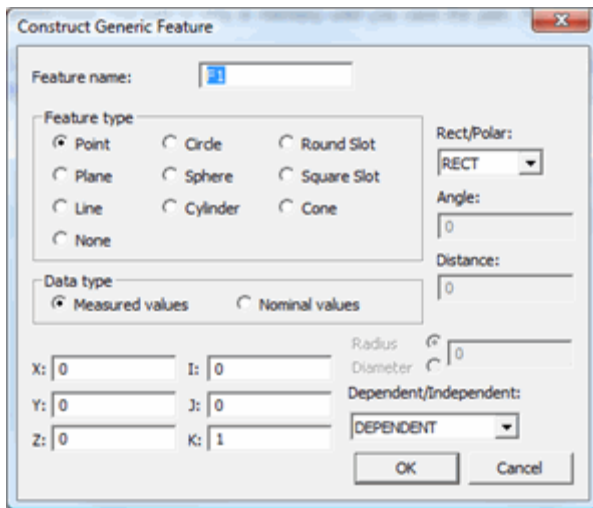 Construct Generic Feature
Feature name: F1
Feature type
Point Circle Round Slot
Plane Sphere Square Slot
Line Cylinder Cone
None
Rect/Polar:
RECT
Angle:
0
Distance:
0
Data type
Measured values Nominal values
Radius
Diameter
0
X: 0 I: 0
Y: 0 J: 0
Z: 0 K: 1
Dependent/Independent:
DEPENDENT
OK Cancel